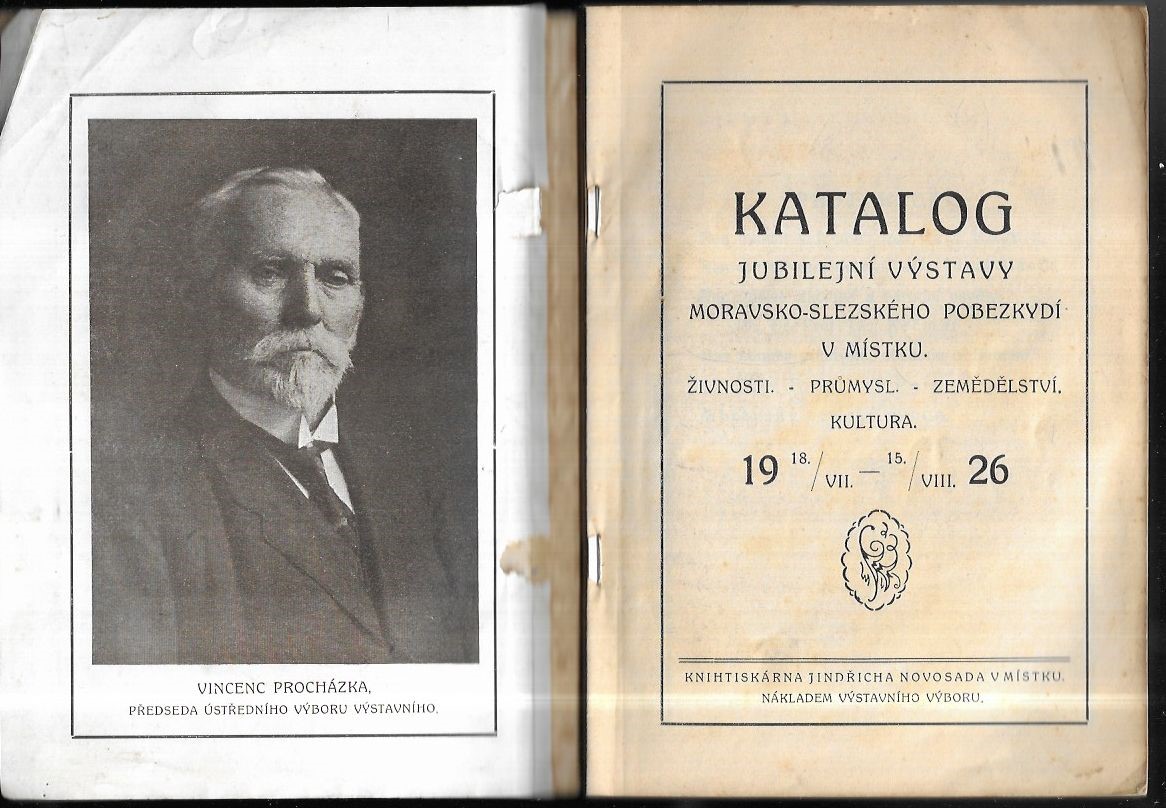 VINCENC PROCHÁZKA,
PŘEDSEDA ÚSTŘEDNÍHO VÝBORU VÝSTAVNÍHO.
KATALOG
JUBILEJNÍ VÝSTAVY
MORAVSKO-SLEZSKÉHO POBEZKYDÍ
V MÍSTKU.
ŽIVNOSTI. - PRŮMYSL. - ZEMĚDĚLSTVÍ.
KULTURA.
19 18./VII. — 15./VIII. 26
KNIHTISKÁRNA JINDŘICHA NOVOSADA V MÍSTKU.
NÁKLADEM VÝSTAVNÍHO VÝBORU.